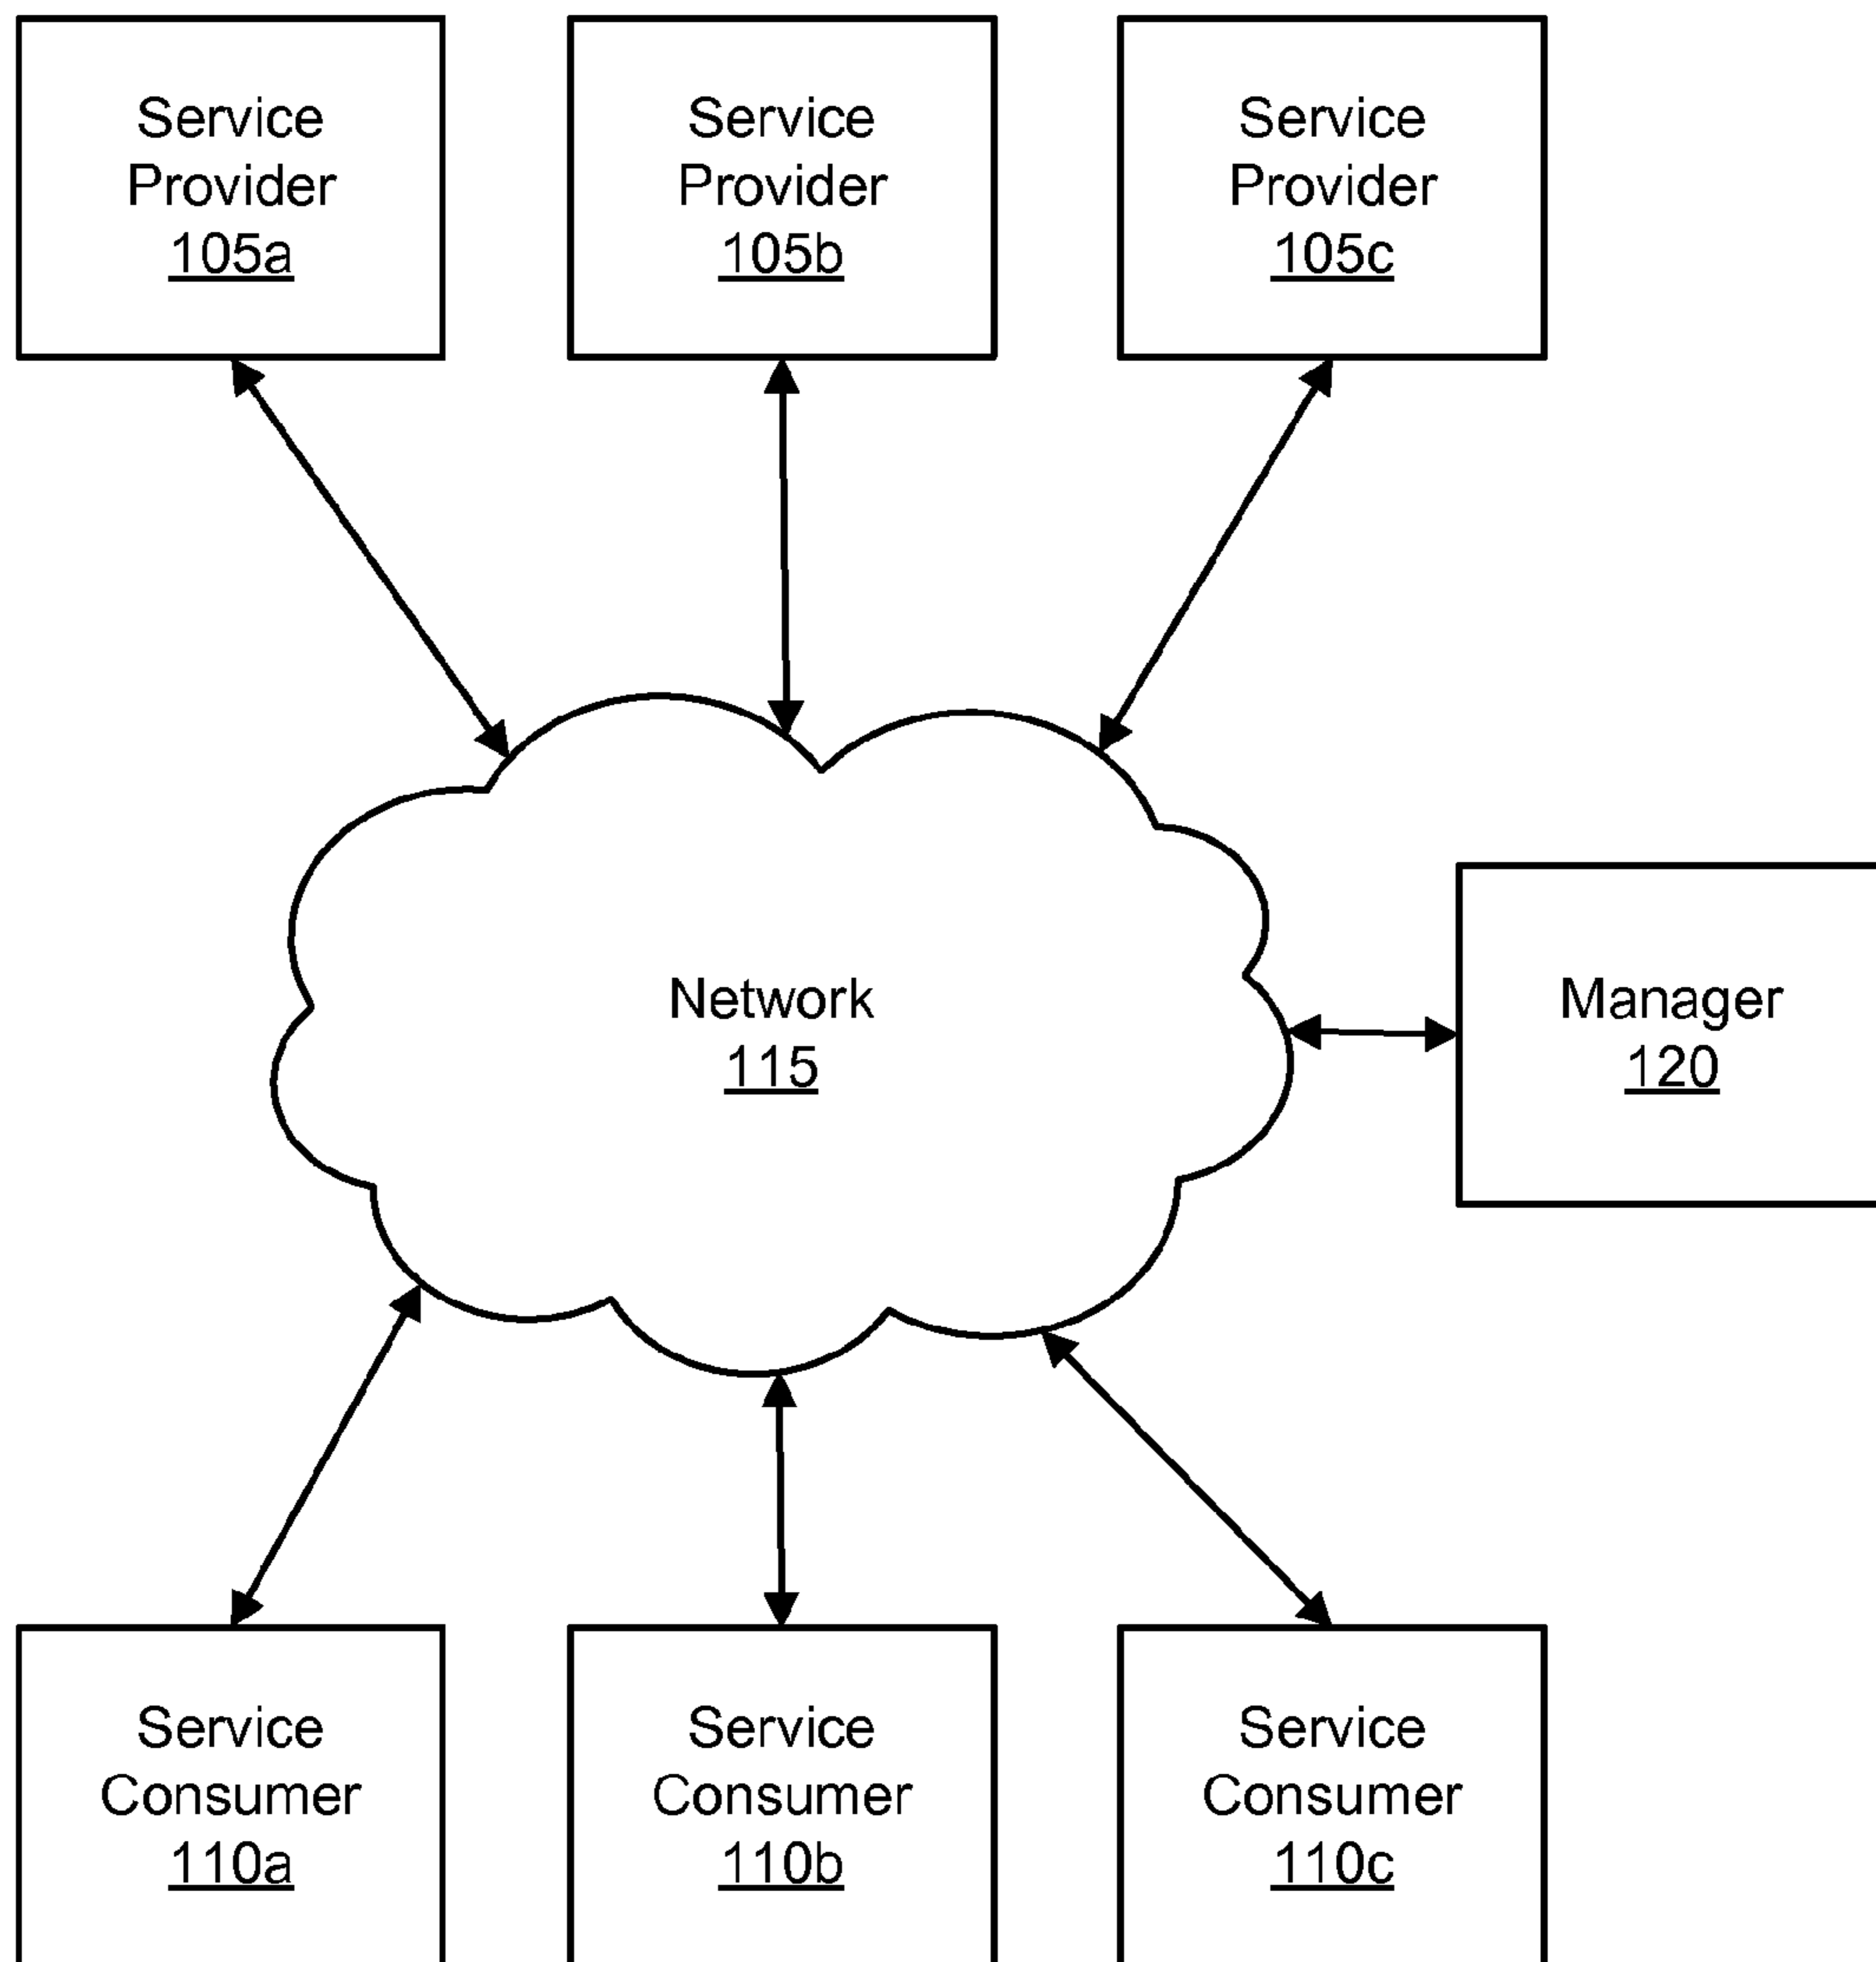 Service
Provider
105a
Service
Provider
105b
Service
Provider
105c
Network
115
Manager
120
Service
Consumer
110a
Service
Consumer
110b
Service
Consumer
110c